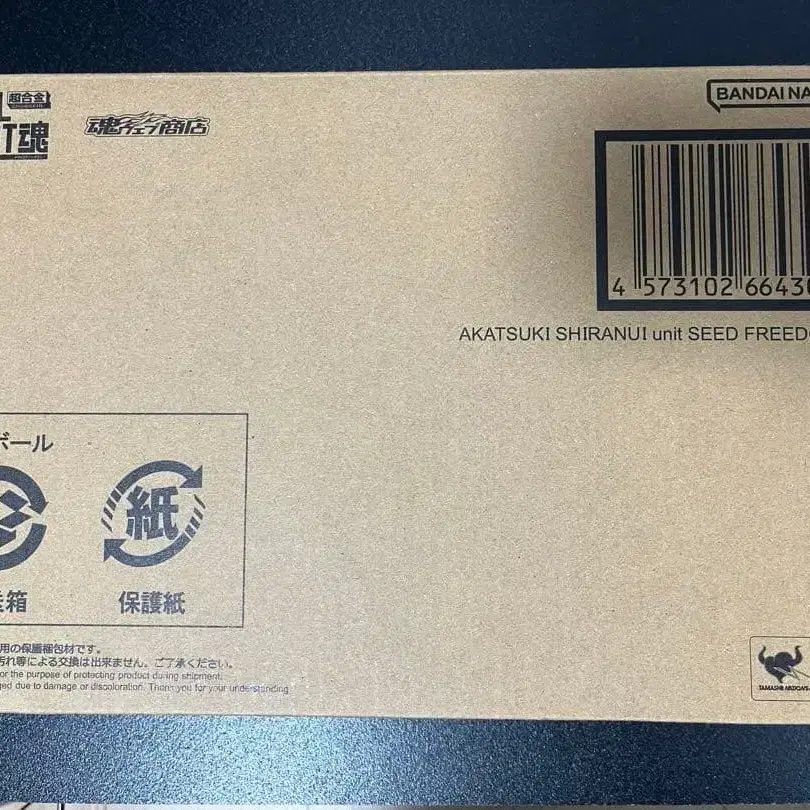 L 超合金
T魂
魂ウェブ商店
BANDAI NA
4 573102 66430
AKATSUKI SHIRANUI unit SEED FREED
ボール
紙
箱
保護紙
用の保護梱包材です。
汚れ等による交換は出来ません。ご了承ください。
or the purpose of protecting product during shipment.
ged due to damage or discoloration. Thank you for your understanding
TAMASHII NATIONS